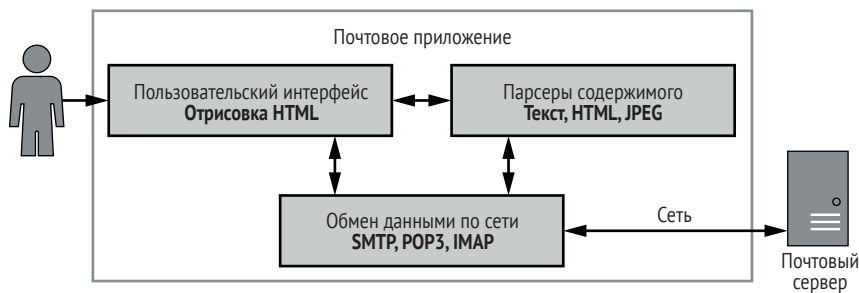 Почтовое приложение
Пользовательский интерфейс
Отрисовка HTML
Парсеры содержимого
Текст, HTML, JPEG
Обмен данными по сети
SMTP, POP3, IMAP
Сеть
Почтовый
сервер